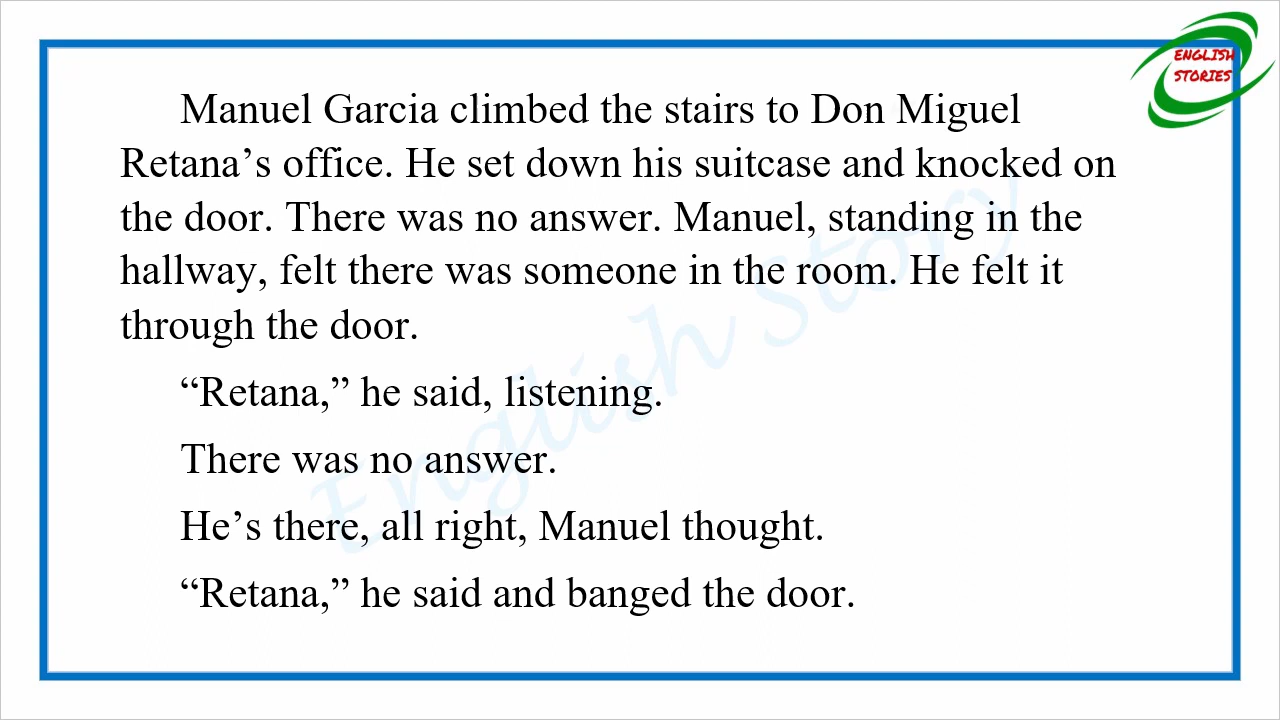 ENGLISH
STORIES
Manuel Garcia climbed the stairs to Don Miguel
Retana’s office. He set down his suitcase and knocked on
the door. There was no answer. Manuel, standing in the
hallway, felt there was someone in the room. He felt it
through the door.
“Retana,” he said, listening.
There was no answer.
He’s there, all right, Manuel thought.
“Retana,” he said and banged the door.
English Story